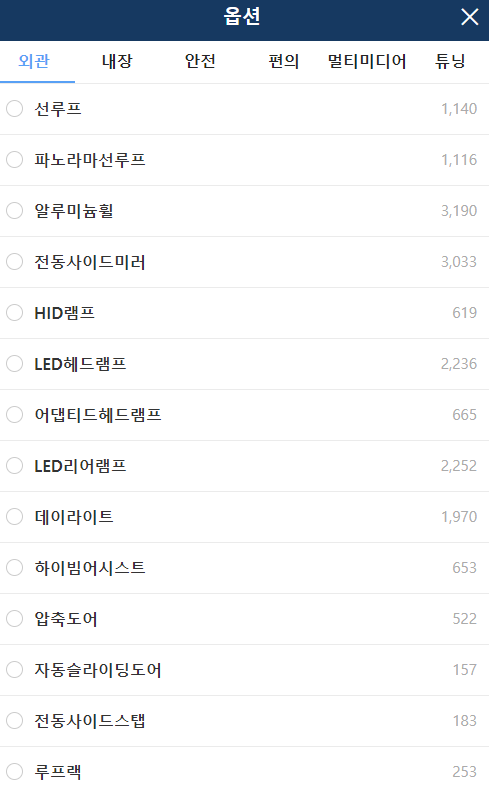 옵션
외관 내장 안전 편의 멀티미디어 튜닝
선루프 1,140
파노라마선루프 1,116
알루미늄휠 3,190
전동사이드미러 3,033
HID램프 619
LED헤드램프 2,236
어댑티드헤드램프 665
LED리어램프 2,252
데이라이트 1,970
하이빔어시스트 653
압축도어 522
자동슬라이딩도어 157
전동사이드스탭 183
루프랙 253